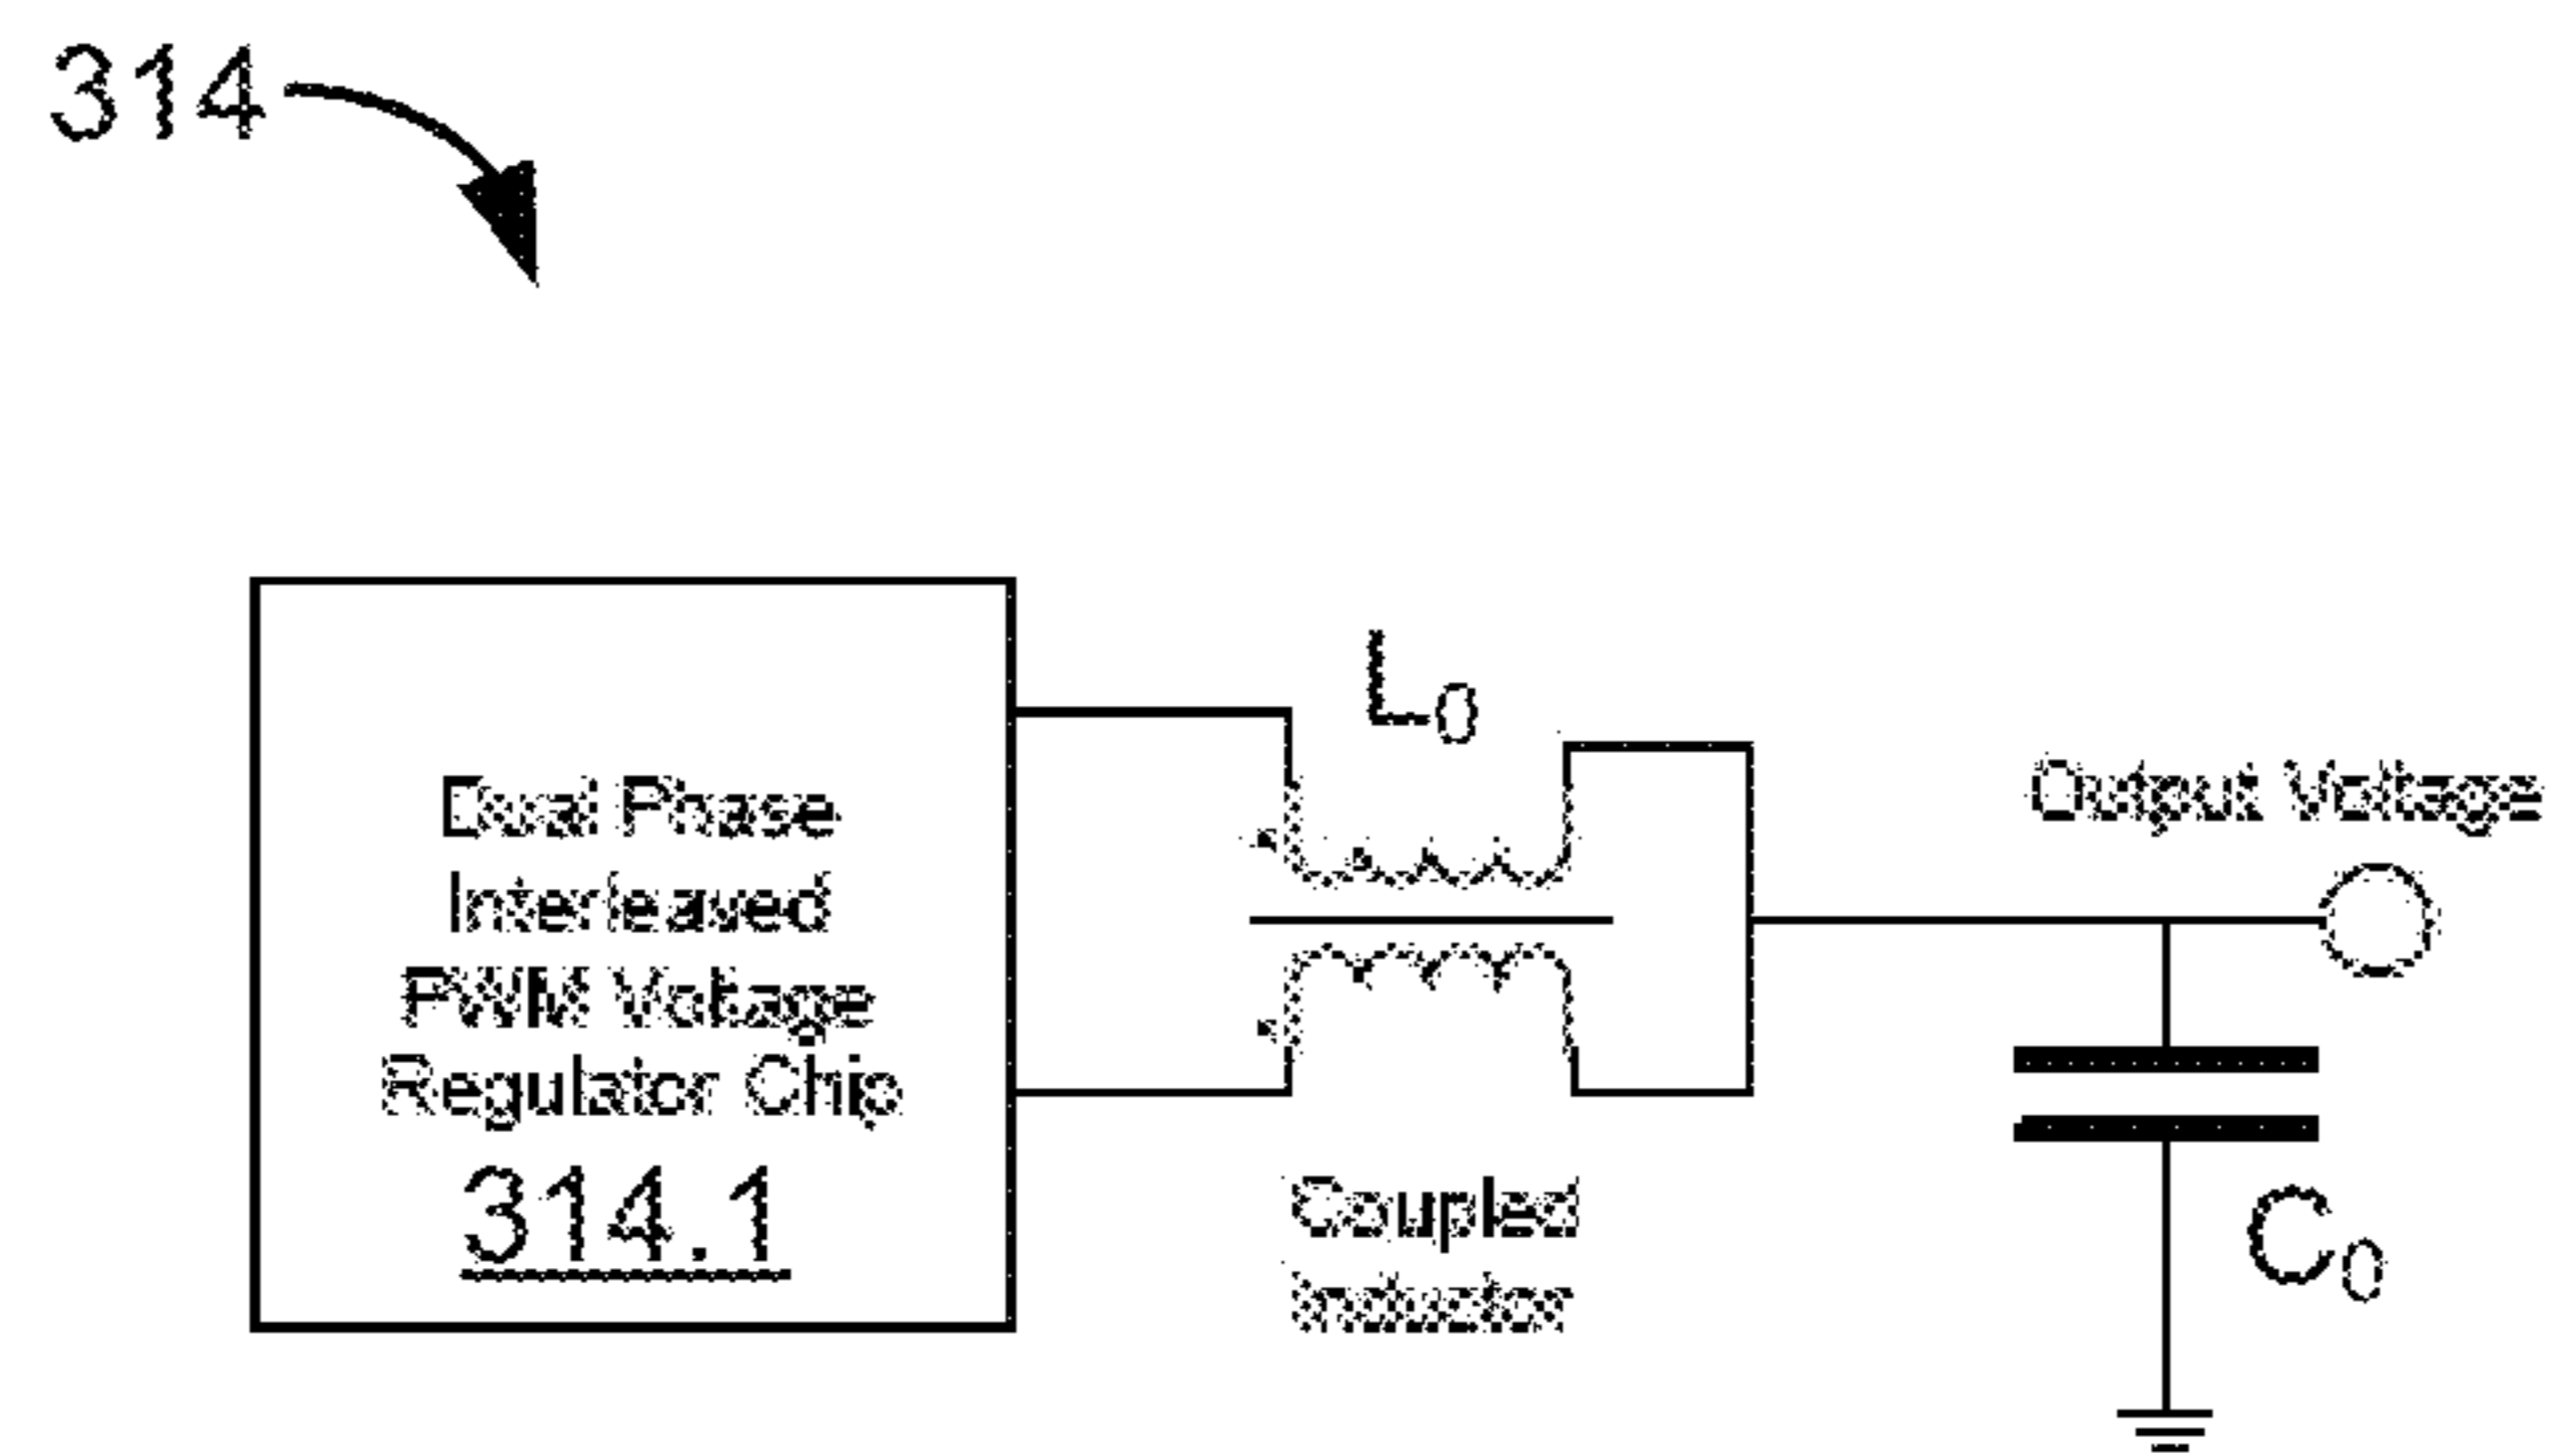 314
L0
Output Voltage
Dual Phase
Interleaved
PWM Voltage
Regulator Chip
314.1
Coupled
Inductor
C0